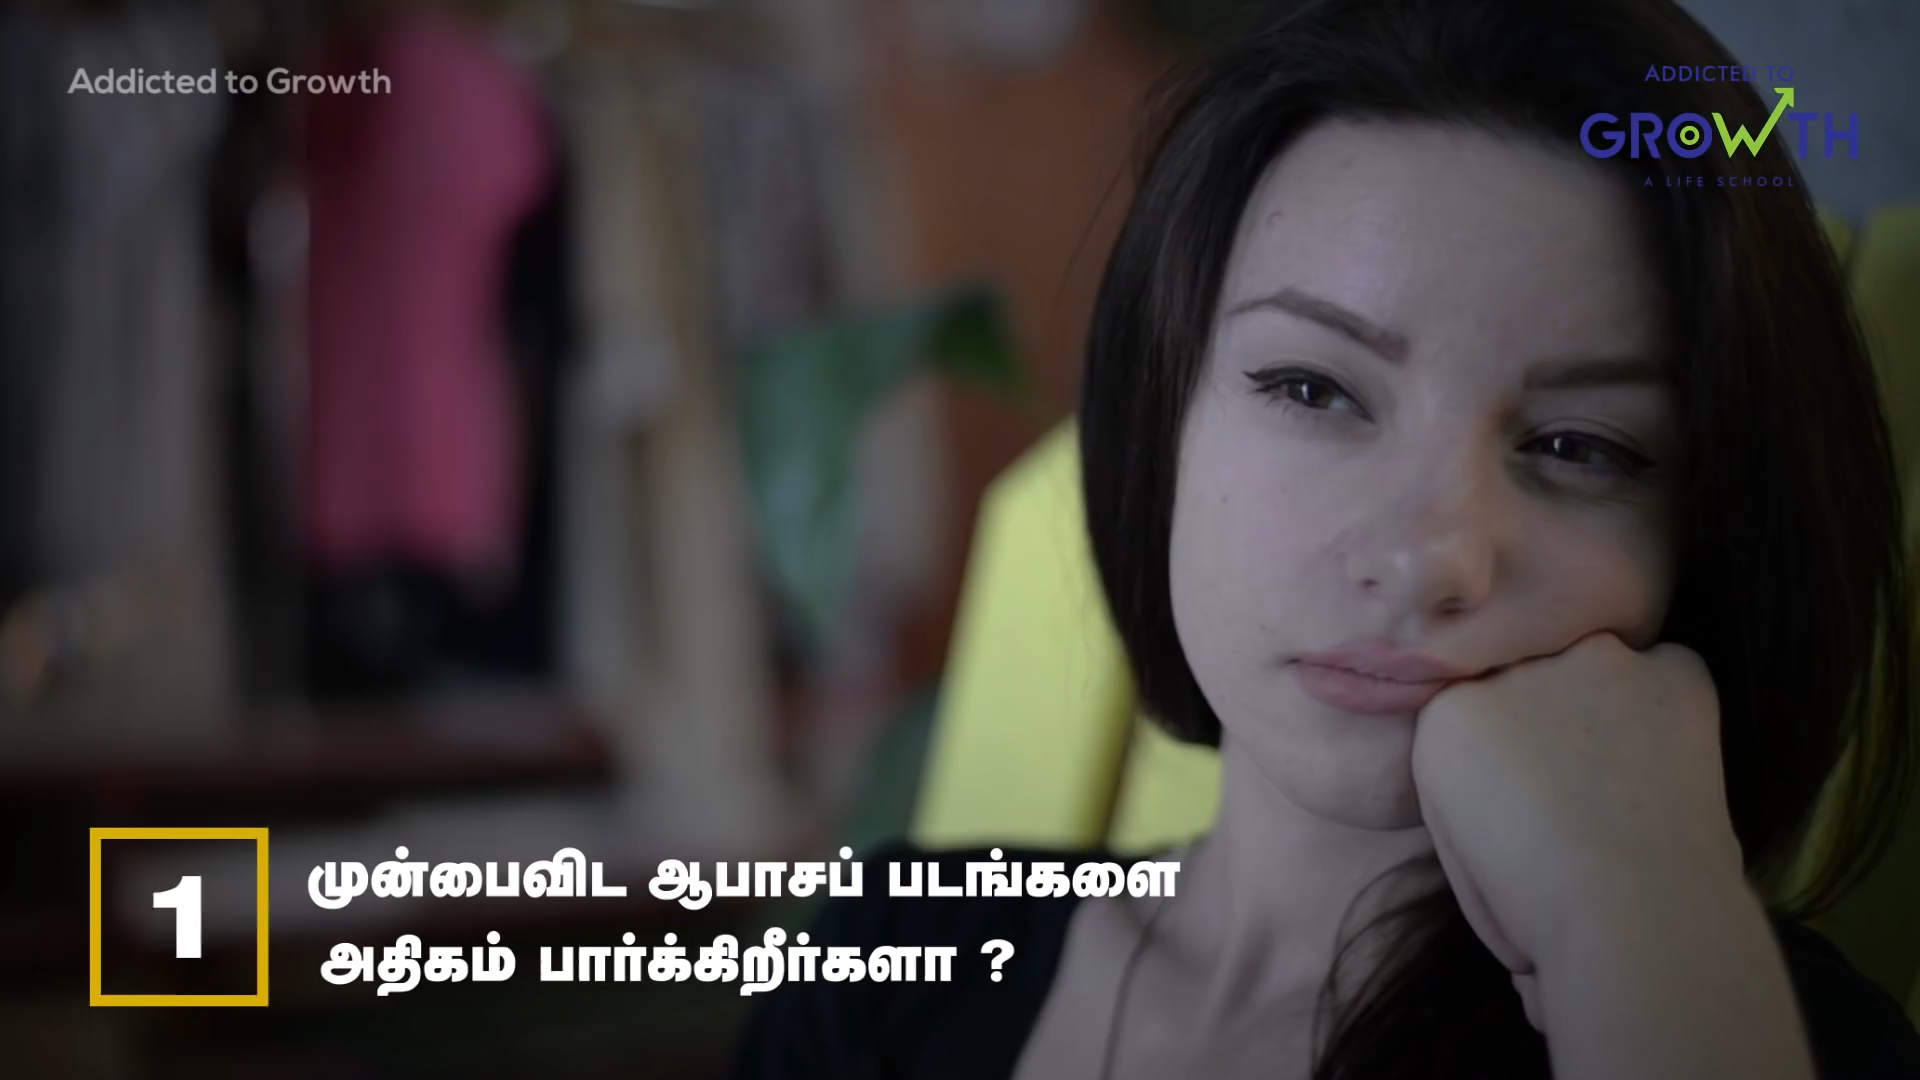 Addicted to Growth
ADDICTED TO
GROWTH
A LIFE SCHOOL
1
முன்பைவிட ஆபாசப் படங்களை
அதிகம் பார்க்கிறீர்களா ?